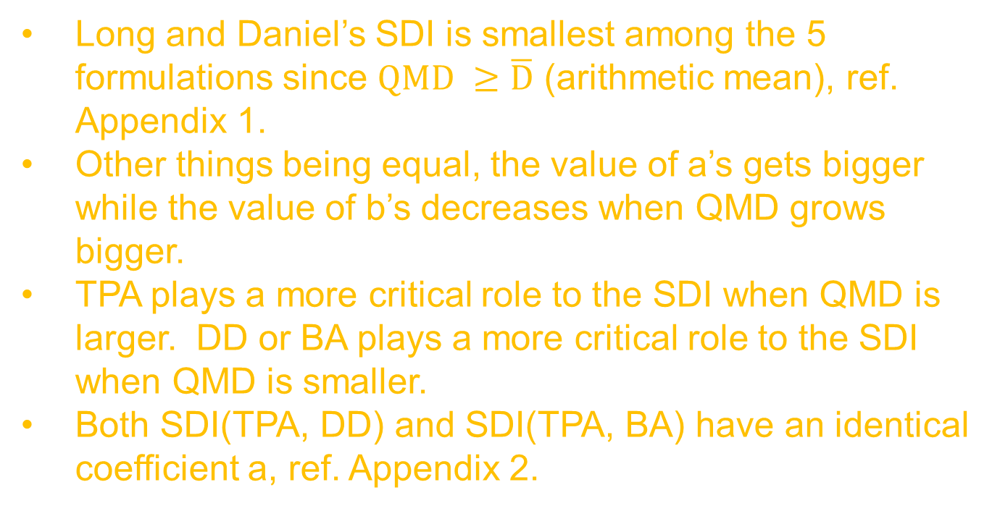 • Long and Daniel’s SDI is smallest among the 5
formulations since QMD ≥ D̅ (arithmetic mean), ref.
Appendix 1.
• Other things being equal, the value of a’s gets bigger
while the value of b’s decreases when QMD grows
bigger.
• TPA plays a more critical role to the SDI when QMD is
larger.  DD or BA plays a more critical role to the SDI
when QMD is smaller.
• Both SDI(TPA, DD) and SDI(TPA, BA) have an identical
coefficient a, ref. Appendix 2.